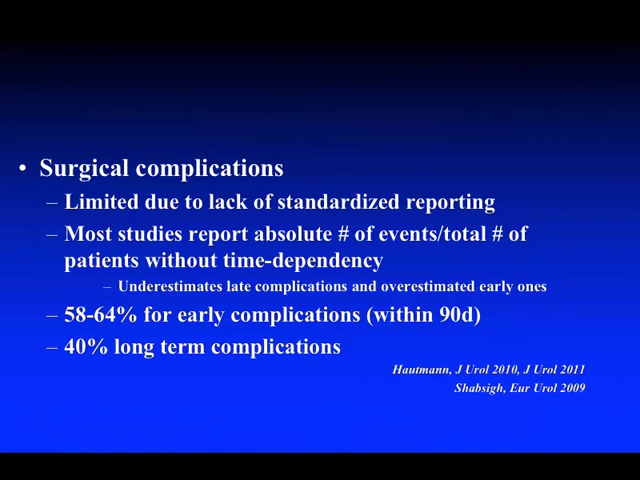 • Surgical complications
– Limited due to lack of standardized reporting
– Most studies report absolute # of events/total # of
patients without time-dependency
– Underestimates late complications and overestimated early ones
– 58-64% for early complications (within 90d)
– 40% long term complications
Hautmann, J Urol 2010, J Urol 2011
Shabsigh, Eur Urol 2009